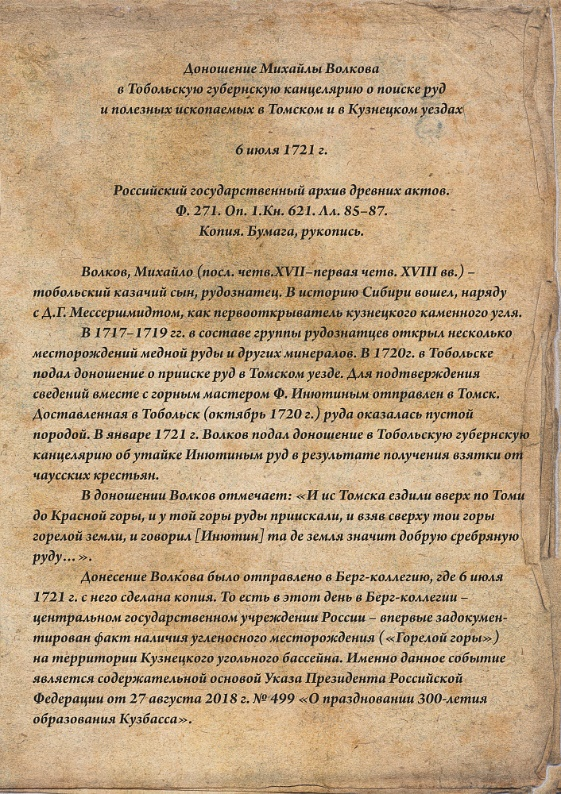 Доношение Михайлы Волкова
в Тобольскую губернскую канцелярию о поиске руд
и полезных ископаемых в Томском и в Кузнецком уездах
6 июля 1721 г.
Российский государственный архив древних актов.
Ф. 271. Оп. 1.Кн. 621. Лл. 85–87.
Копия. Бумага, рукопись.
Волков, Михайло (посл. четв.XVII–первая четв. XVIII вв.) –
тобольский казачий сын, рудознатец. В историю Сибири вошел, наряду
с Д.Г. Мессершмидтом, как первооткрыватель кузнецкого каменного угля.
В 1717–1719 гг. в составе группы рудознатцев открыл несколько
месторождений медной руды и других минералов. В 1720г. в Тобольске
подал доношение о прииске руд в Томском уезде. Для подтверждения
сведений вместе с горным мастером Ф. Инютиным отправлен в Томск.
Доставленная в Тобольск (октябрь 1720 г.) руда оказалась пустой
породой. В январе 1721 г. Волков подал доношение в Тобольскую губернскую
канцелярию об утайке Инютиным руд в результате получения взятки от
чаусских крестьян.
В доношении Волков отмечает: «И ис Томска ездили вверх по Томи
до Красной горы, и у той горы руды приискали, и взяв сверху тои горы
горелой земли, и говорил [Инютин] та де земля значит добрую сребряную
руду…».
Донесение Волкова было отправлено в Берг-коллегию, где 6 июля
1721 г. с него сделана копия. То есть в этот день в Берг-коллегии –
центральном государственном учреждении России – впервые задокумен-
тирован факт наличия угленосного месторождения («Горелой горы»)
на территории Кузнецкого угольного бассейна. Именно данное событие
является содержательной основой Указа Президента Российской
Федерации от 27 августа 2018 г. № 499 «О праздновании 300-летия
образования Кузбасса».